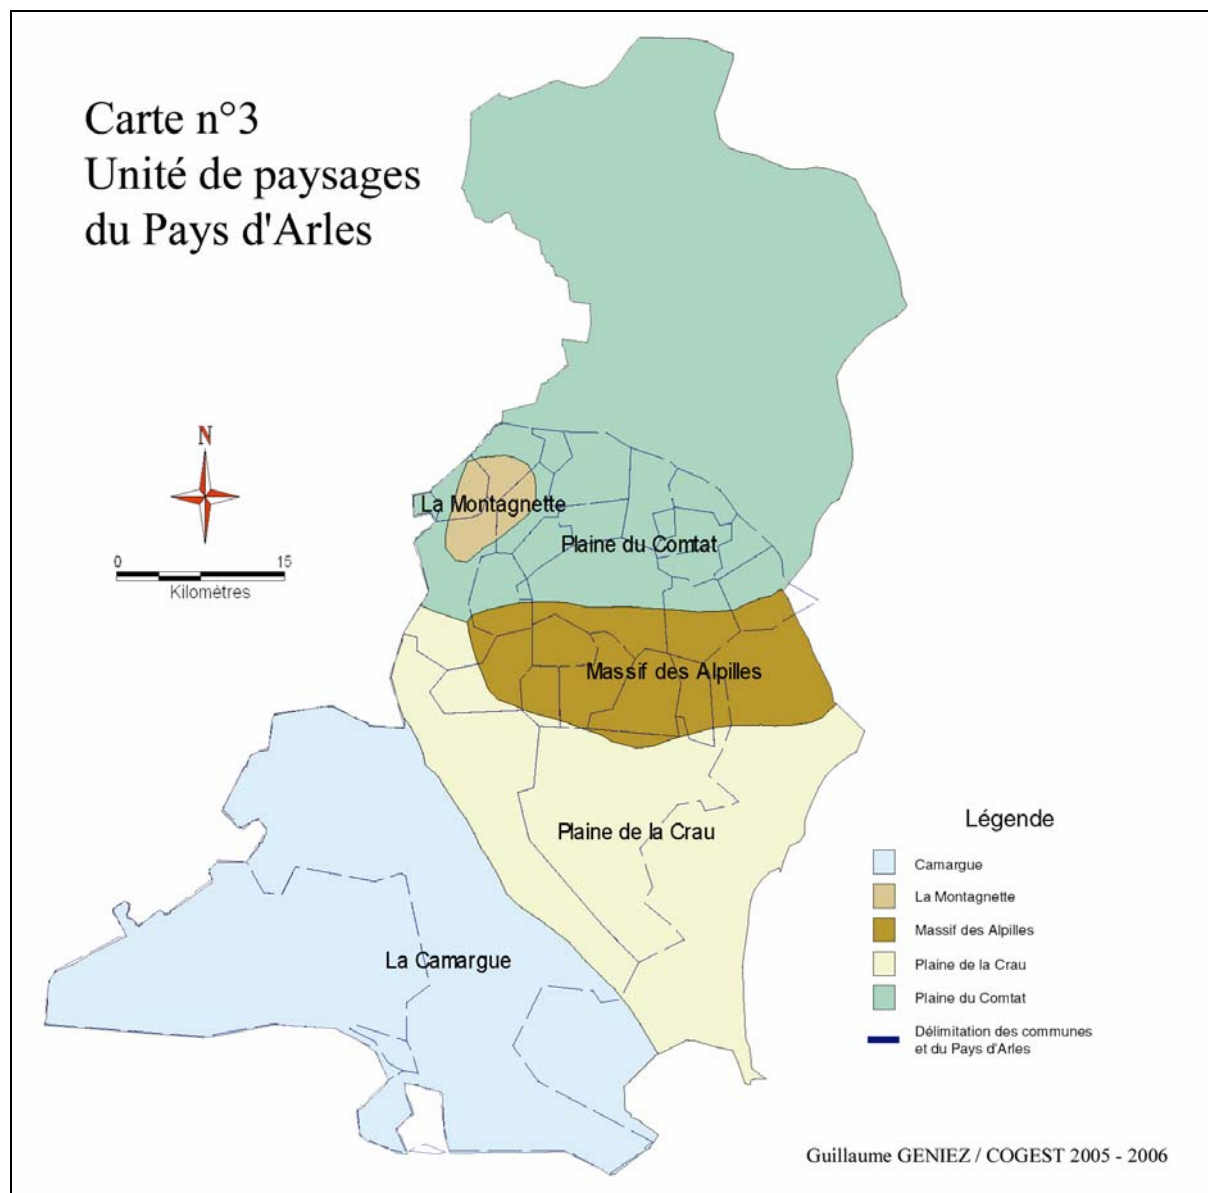 Carte n°3
Unité de paysages
du Pays d'Arles
N
0 15
Kilomètres
La Montagnette
Plaine du Comtat
Massif des Alpilles
Plaine de la Crau
La Camargue
Légende
Camargue
La Montagnette
Massif des Alpilles
Plaine de la Crau
Plaine du Comtat
Délimitation des communes
et du Pays d'Arles
Guillaume GENIEZ / COGEST 2005 - 2006